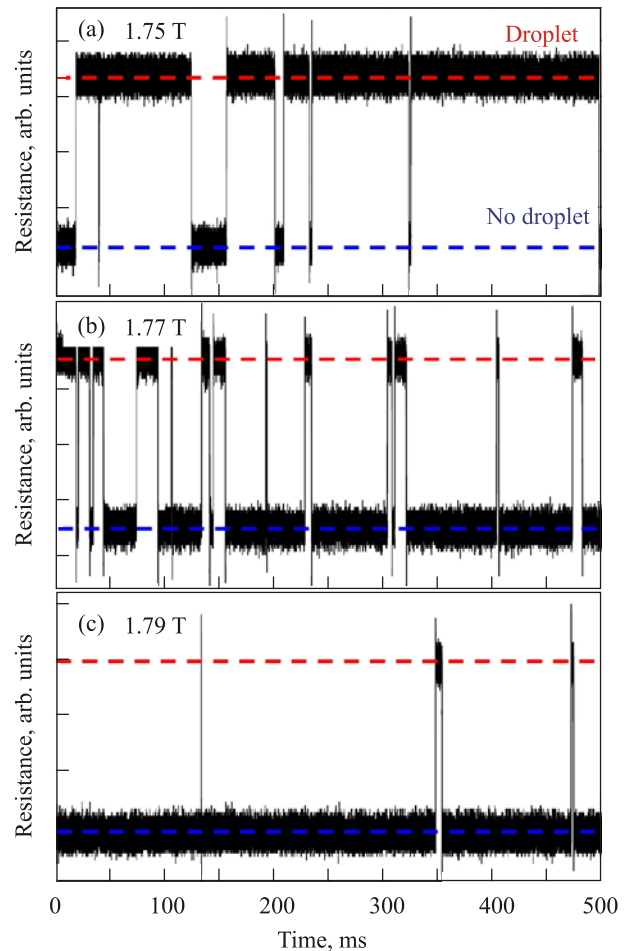 (a) 1.75 T
Droplet
No droplet
Resistance, arb. units
(b) 1.77 T
Resistance, arb. units
(c) 1.79 T
Resistance, arb. units
0 100 200 300 400 500
Time, ms